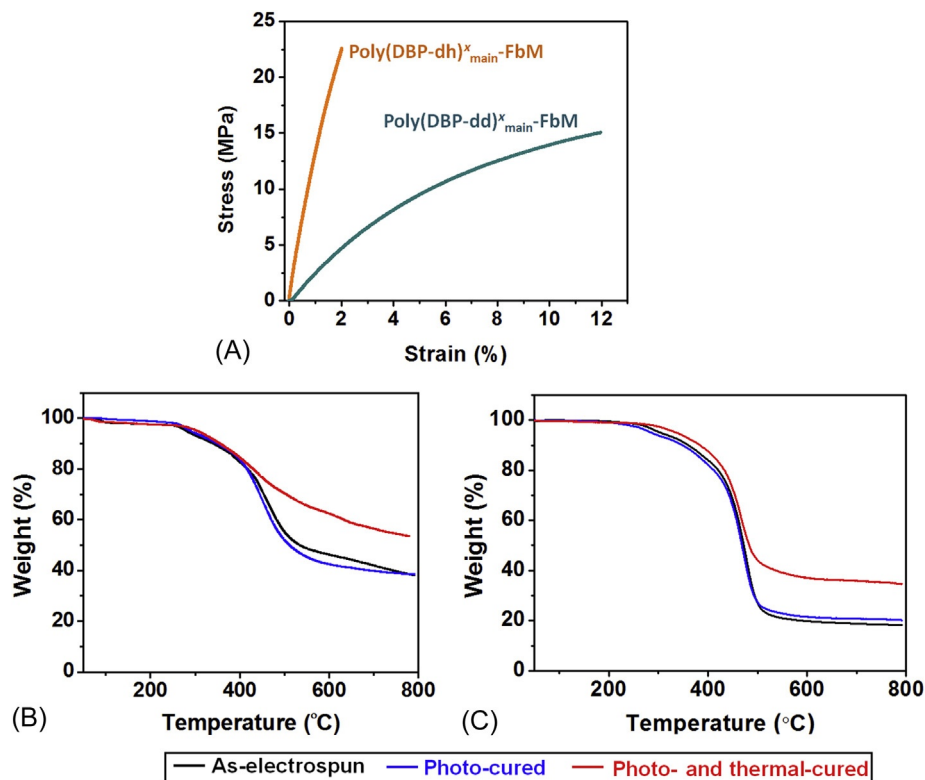 25
20
15
10
5
0
Stress (MPa)
Poly(DBP-dh)ˣmain-FbM
Poly(DBP-dd)ˣmain-FbM
0 2 4 6 8 10 12
(A)
Strain (%)
100
80
60
40
20
0
Weight (%)
200 400 600 800
(B)
Temperature (°C)
100
80
60
40
20
0
Weight (%)
200 400 600 800
(C)
Temperature (°C)
As-electrospun Photo-cured Photo- and thermal-cured